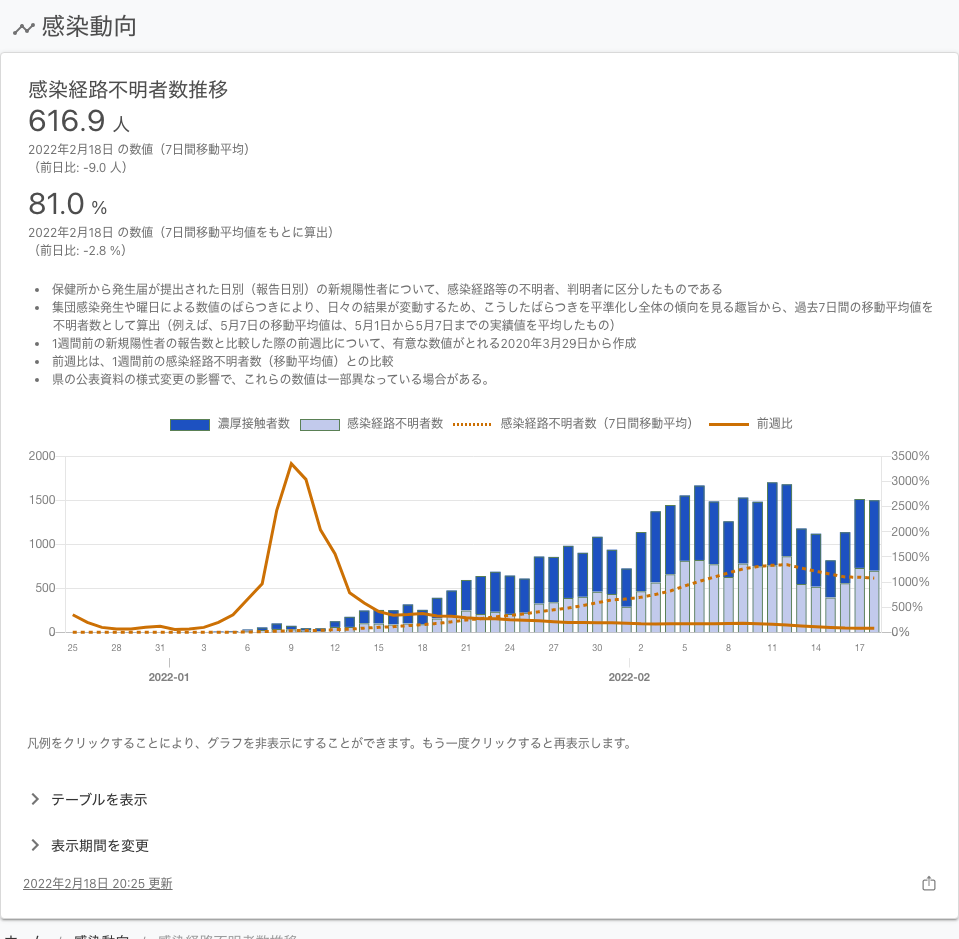 感染動向
感染経路不明者数推移
616.9 人
2022年2月18日 の数値（7日間移動平均）
（前日比: -9.0 人）
81.0 %
2022年2月18日 の数値（7日間移動平均値をもとに算出）
（前日比: -2.8 %）
• 保健所から発生届が提出された日別（報告日別）の新規陽性者について、感染経路等の不明者、判明者に区分したものである
• 集団感染発生や曜日による数値のばらつきにより、日々の結果が変動するため、こうしたばらつきを平準化し全体の傾向を見る趣旨から、過去7日間の移動平均値を
不明者数として算出（例えば、5月7日の移動平均値は、5月1日から5月7日までの実績値を平均したもの）
• 1週間前の新規陽性者の報告数と比較した際の前週比について、有意な数値がとれる2020年3月29日から作成
• 前週比は、1週間前の感染経路不明者数（移動平均値）との比較
• 県の公表資料の様式変更の影響で、これらの数値は一部異なっている場合がある。
濃厚接触者数 感染経路不明者数 感染経路不明者数（7日間移動平均） 前週比
2000 3500%
3000%
1500 2500%
2000%
1000 1500%
1000%
500 500%
0 0%
25 28 31 3 6 9 12 15 18 21 24 27 30 2 5 8 11 14 17
2022-01 2022-02
凡例をクリックすることにより、グラフを非表示にすることができます。もう一度クリックすると再表示します。
テーブルを表示
表示期間を変更
2022年2月18日 20:25 更新
ホーム / 感染動向 / 感染経路不明者数推移